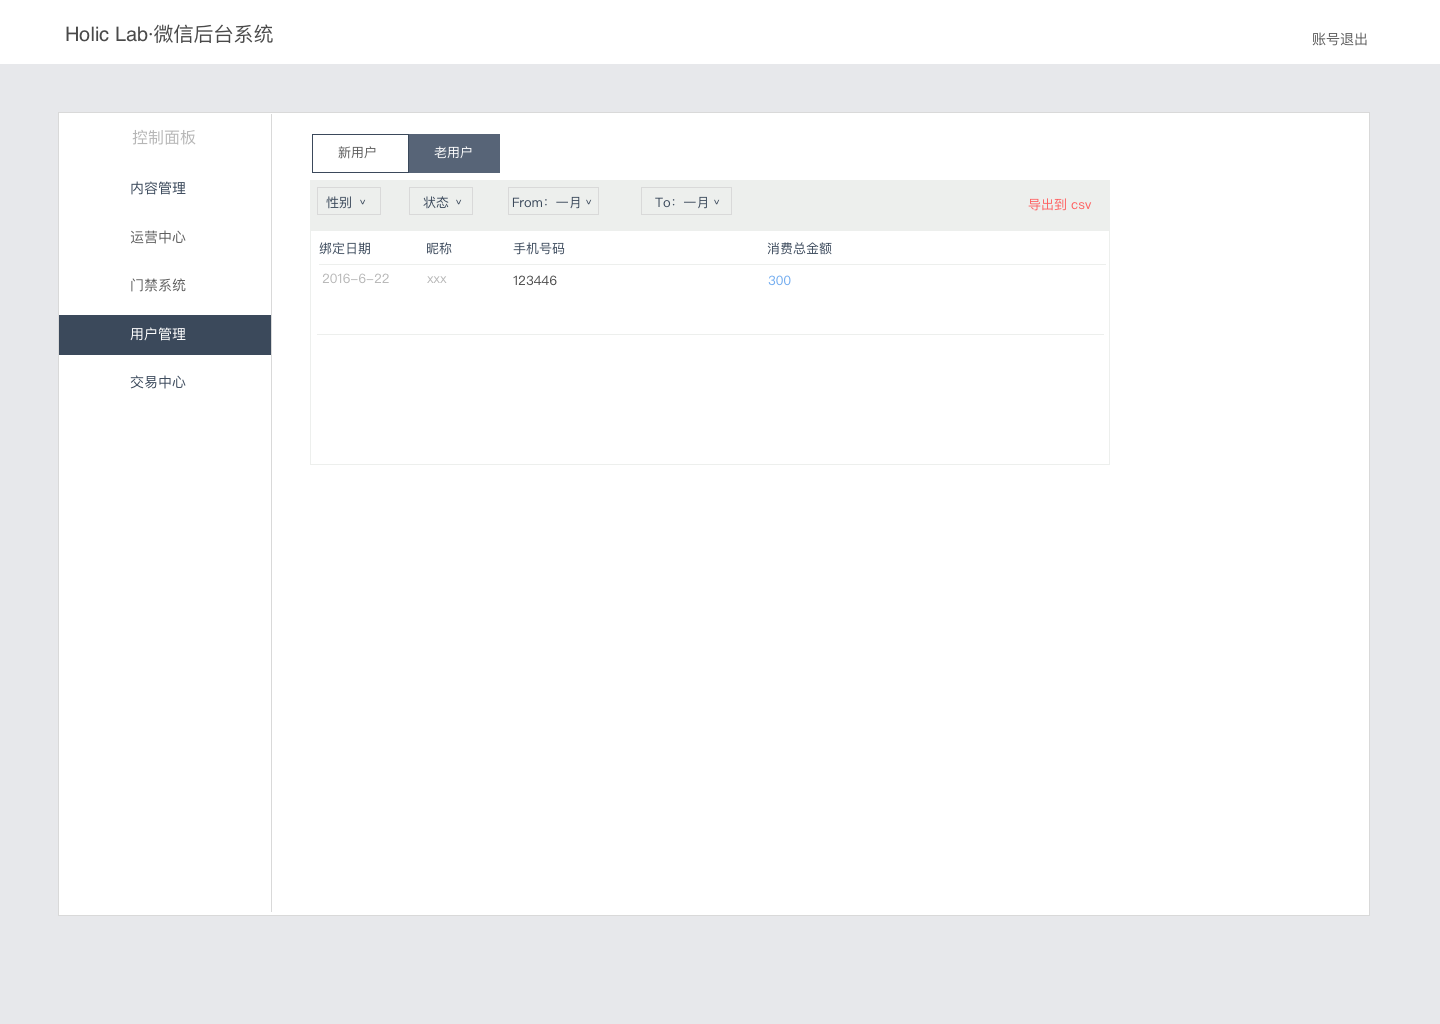 Holic Lab·微信后台系统
账号退出
控制面板
内容管理
运营中心
门禁系统
用户管理
交易中心
新用户 老用户
性别 ˅ 状态 ˅ From：一月 ˅ To：一月 ˅ 导出到 csv
绑定日期 昵称 手机号码 消费总金额
2016-6-22 xxx 123446 300